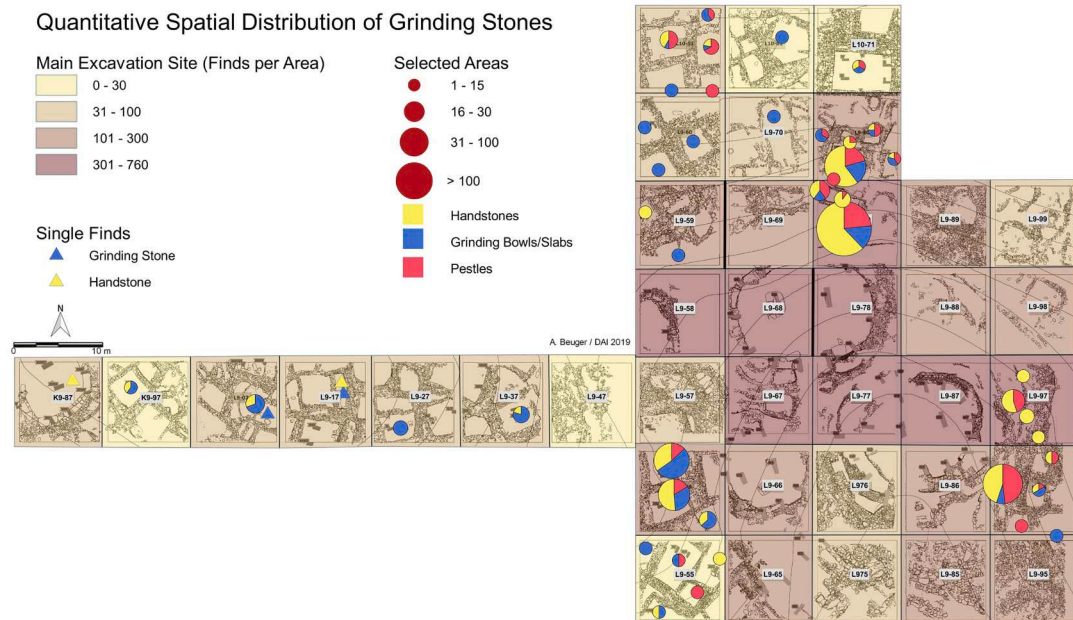 Quantitative Spatial Distribution of Grinding Stones
Main Excavation Site (Finds per Area)
0 - 30
31 - 100
101 - 300
301 - 760
Selected Areas
1 - 15
16 - 30
31 - 100
> 100
Handstones
Grinding Bowls/Slabs
Pestles
Single Finds
Grinding Stone
Handstone
N
0 10 m
A. Beuger / DAI 2019
L10-71
L9-70
L9-59 L9-69 L9-89 L9-99
L9-58 L9-68 L9-78 L9-88 L9-98
K9-87 K9-97 L9-17 L9-27 L9-37 L9-47 L9-57 L9-67 L9-77 L9-87 L9-97
L9-66 L976 L9-86
L9-55 L9-65 L975 L9-85 L9-95